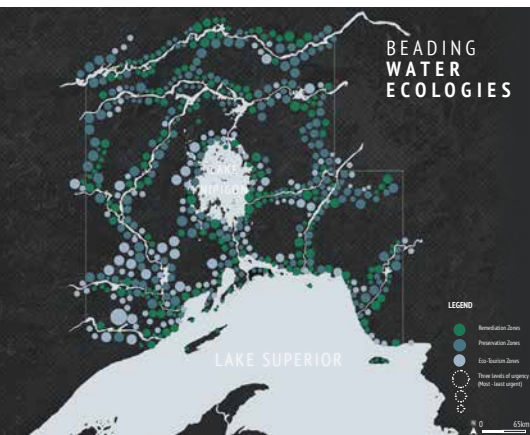 BEADING
WATER
ECOLOGIES
LAKE
NIPIGON
LAKE SUPERIOR
LEGEND
Remediation Zones
Preservation Zones
Eco-Tourism Zones
Three levels of urgency
(Most - least urgent)
N 0 65km